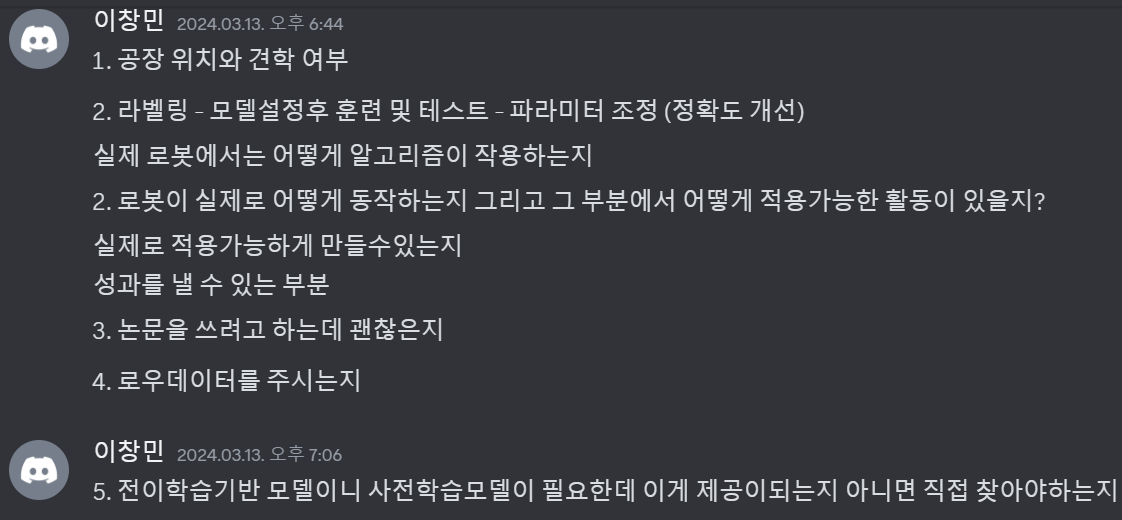 이창민 2024.03.13. 오후 6:44
1. 공장 위치와 견학 여부
2. 라벨링 - 모델설정후 훈련 및 테스트 - 파라미터 조정 (정확도 개선)
실제 로봇에서는 어떻게 알고리즘이 작용하는지
2. 로봇이 실제로 어떻게 동작하는지 그리고 그 부분에서 어떻게 적용가능한 활동이 있을지?
실제로 적용가능하게 만들수있는지
성과를 낼 수 있는 부분
3. 논문을 쓰려고 하는데 괜찮은지
4. 로우데이터를 주시는지
이창민 2024.03.13. 오후 7:06
5. 전이학습기반 모델이니 사전학습모델이 필요한데 이게 제공이되는지 아니면 직접 찾아야하는지